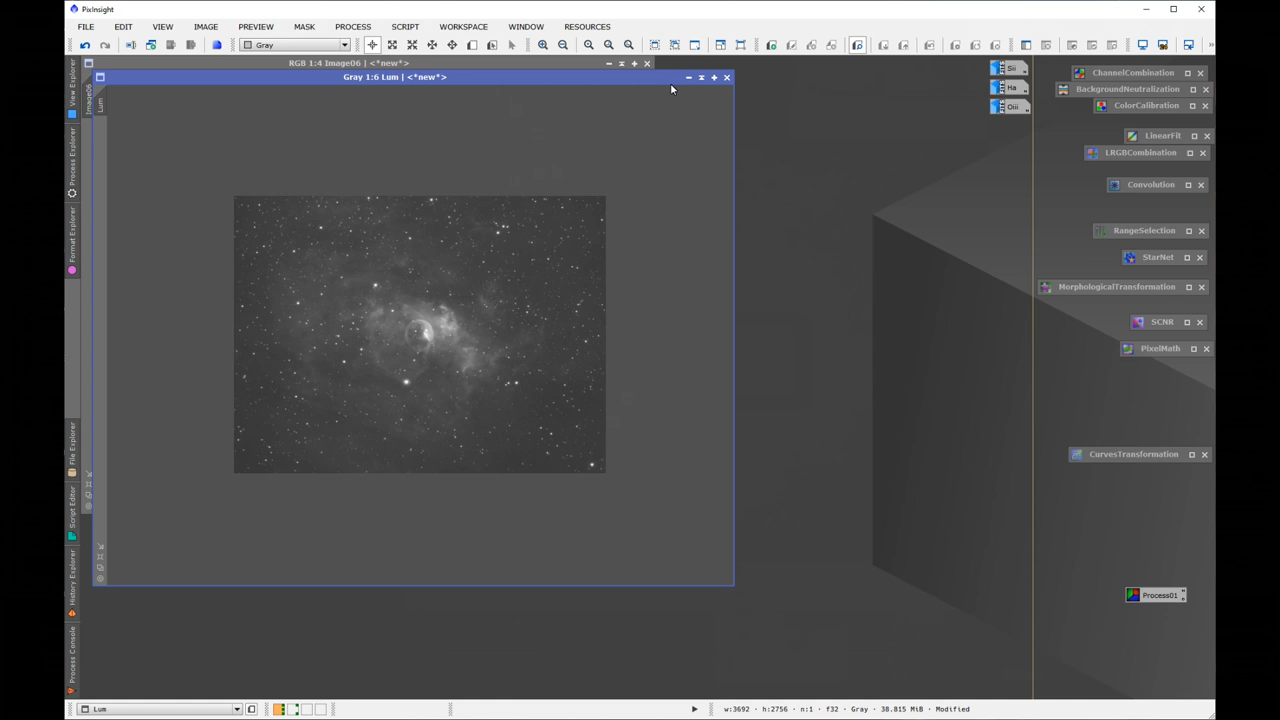 PixInsight
FILE EDIT VIEW IMAGE PREVIEW MASK PROCESS SCRIPT WORKSPACE WINDOW RESOURCES
Gray
RGB 1:4 Image06 | <*new*>
Gray 1:6 Lum | <*new*>
View Explorer
Process Explorer
Format Explorer
File Explorer
Script Editor
History Explorer
Process Console
Image06
Lum
Sii
Ha
Oiii
ChannelCombination
BackgroundNeutralization
ColorCalibration
LinearFit
LRGBCombination
Convolution
RangeSelection
StarNet
MorphologicalTransformation
SCNR
PixelMath
CurvesTransformation
Process01
Lum
w:3692 · h:2756 · n:1 · f32 · Gray · 38.815 MiB · Modified